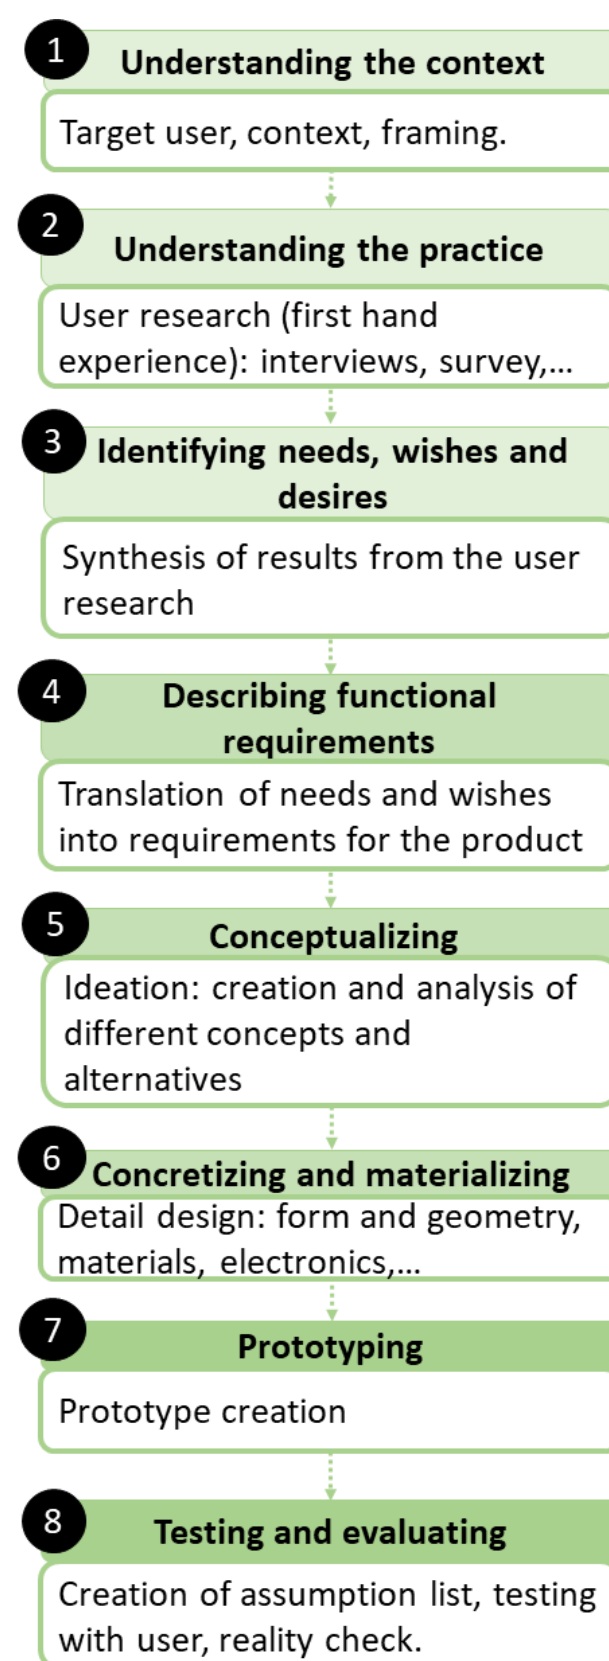 1
Understanding the context
Target user, context, framing.
2
Understanding the practice
User research (first hand
experience): interviews, survey,...
3
Identifying needs, wishes and
desires
Synthesis of results from the user
research
4
Describing functional
requirements
Translation of needs and wishes
into requirements for the product
5
Conceptualizing
Ideation: creation and analysis of
different concepts and
alternatives
6
Concretizing and materializing
Detail design: form and geometry,
materials, electronics,...
7
Prototyping
Prototype creation
8
Testing and evaluating
Creation of assumption list, testing
with user, reality check.